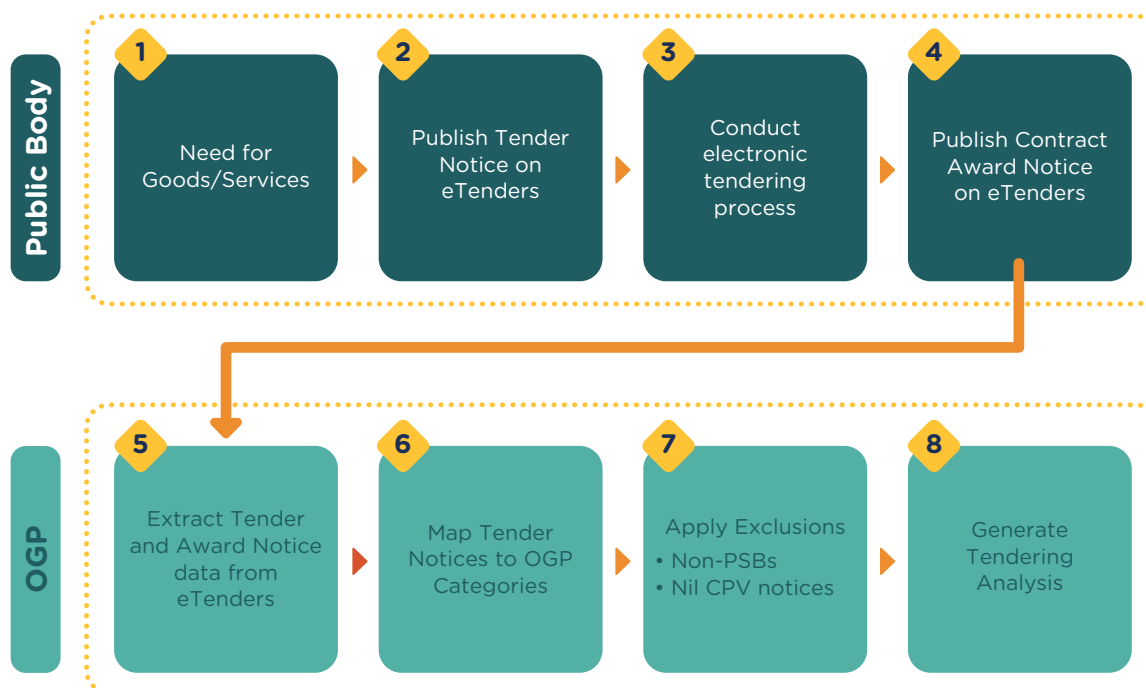 Public Body
1
Need for
Goods/Services
2
Publish Tender
Notice on
eTenders
3
Conduct
electronic
tendering
process
4
Publish Contract
Award Notice
on eTenders
OGP
5
Extract Tender
and Award Notice
data from
eTenders
6
Map Tender
Notices to OGP
Categories
7
Apply Exclusions
• Non-PSBs
• Nil CPV notices
8
Generate
Tendering
Analysis